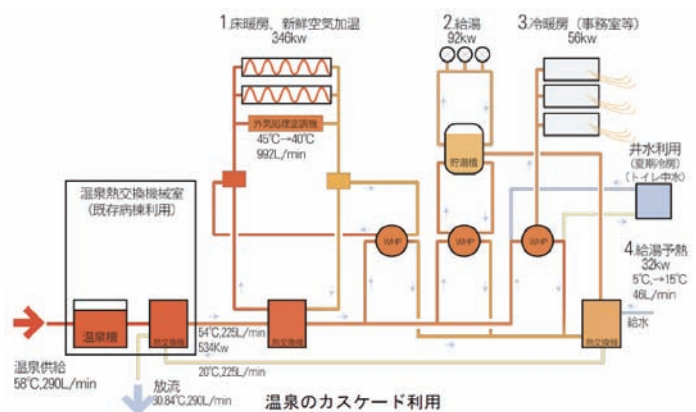 1.床暖房、新鮮空気加温
346kw
2.給湯
92kw
3.冷暖房（事務室等）
56kw
外気処理空調機
45℃→40℃
992L/min
貯湯槽
井水利用
（夏期冷房）
（トイレ中水）
温泉熱交換機械室
（既存病棟利用）
WHP
WHP
WHP
4.給湯予熱
32kw
5℃,→15℃
46L/min
給水
温泉槽
熱交換機
54℃,225L/min
534Kw
熱交換機
熱交換機
20℃,225L/min
温泉供給
58℃,290L/min
放流
30.84℃,290L/min
温泉のカスケード利用